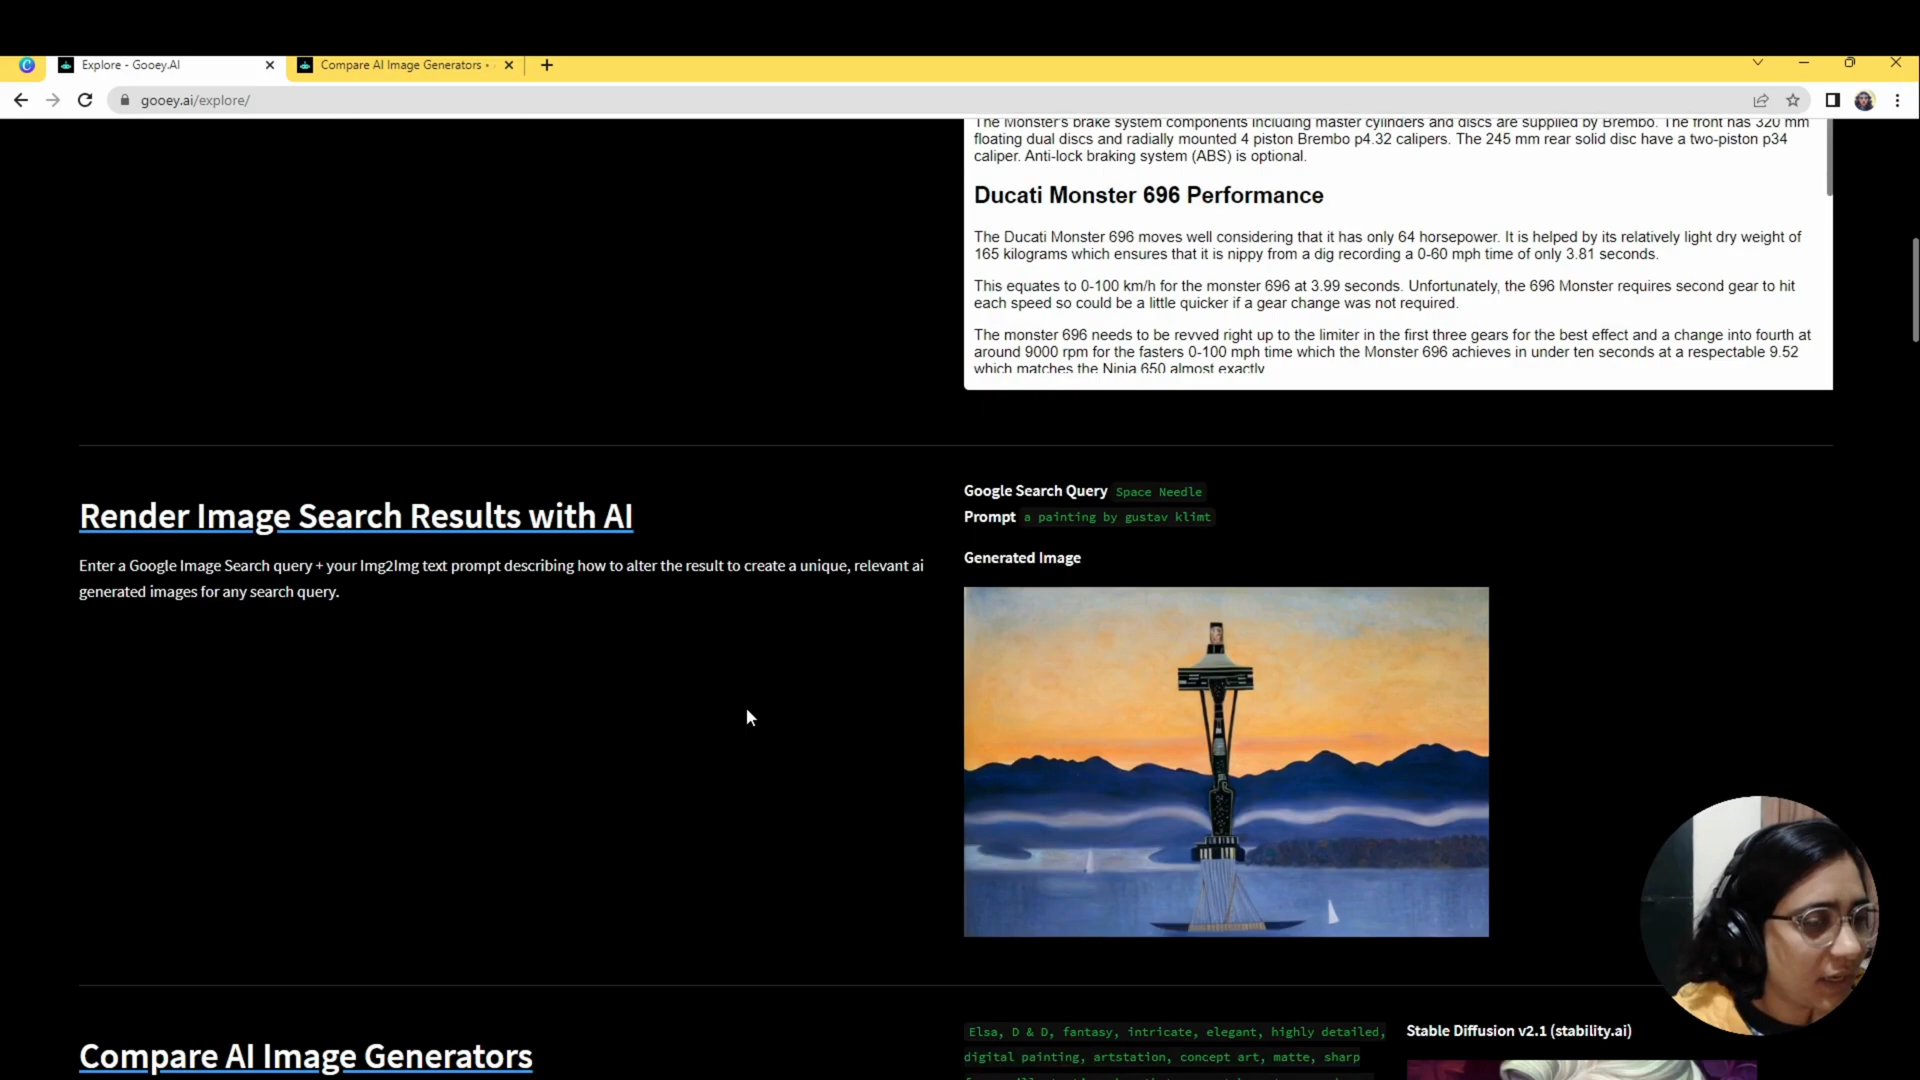 Explore - Gooey.AI
Compare AI Image Generators •
gooey.ai/explore/
The Monster's brake system components including master cylinders and discs are supplied by Brembo. The front has 320 mm
floating dual discs and radially mounted 4 piston Brembo p4.32 calipers. The 245 mm rear solid disc have a two-piston p34
caliper. Anti-lock braking system (ABS) is optional.
Ducati Monster 696 Performance
The Ducati Monster 696 moves well considering that it has only 64 horsepower. It is helped by its relatively light dry weight of
165 kilograms which ensures that it is nippy from a dig recording a 0-60 mph time of only 3.81 seconds.
This equates to 0-100 km/h for the monster 696 at 3.99 seconds. Unfortunately, the 696 Monster requires second gear to hit
each speed so could be a little quicker if a gear change was not required.
The monster 696 needs to be revved right up to the limiter in the first three gears for the best effect and a change into fourth at
around 9000 rpm for the fasters 0-100 mph time which the Monster 696 achieves in under ten seconds at a respectable 9.52
which matches the Ninja 650 almost exactly
Render Image Search Results with AI
Enter a Google Image Search query + your Img2Img text prompt describing how to alter the result to create a unique, relevant ai
generated images for any search query.
Google Search Query Space Needle
Prompt a painting by gustav klimt
Generated Image
Compare AI Image Generators
Elsa, D & D, fantasy, intricate, elegant, highly detailed,
digital painting, artstation, concept art, matte, sharp
Stable Diffusion v2.1 (stability.ai)